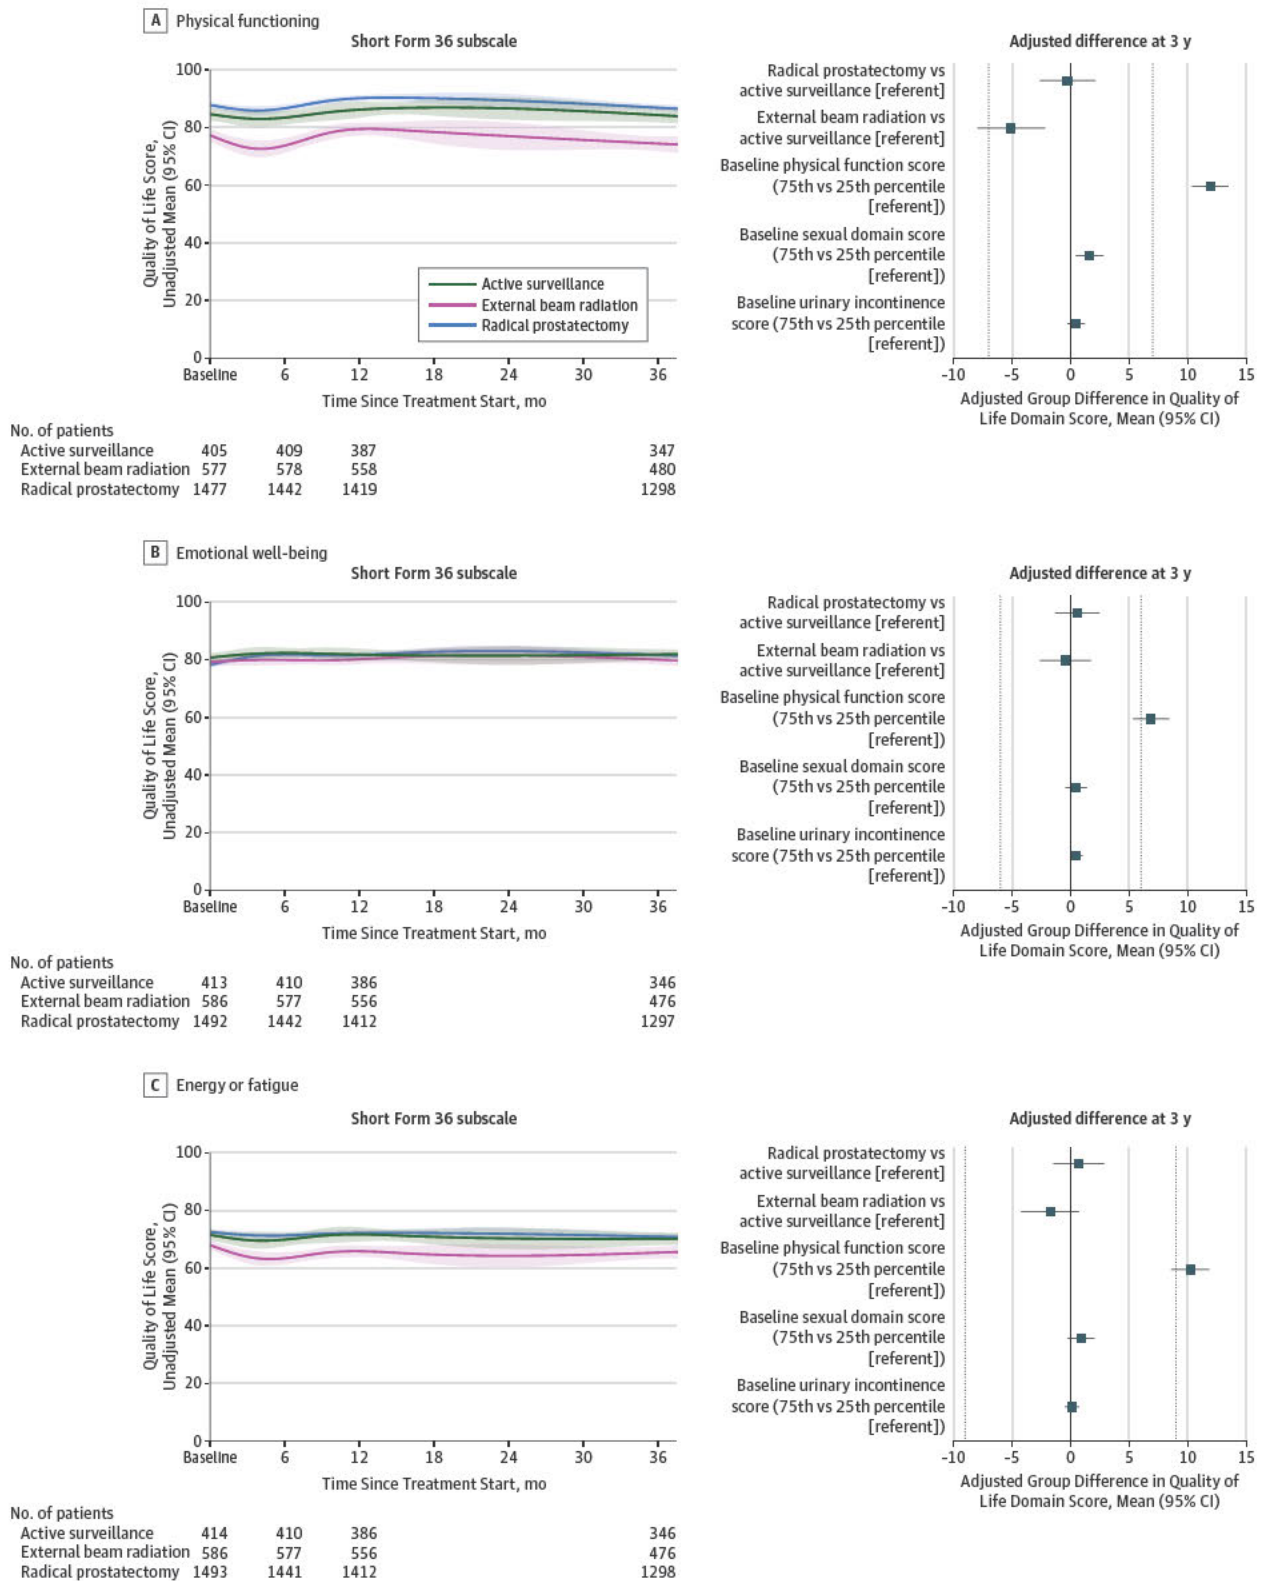 A Physical functioning
Short Form 36 subscale
Quality of Life Score,
Unadjusted Mean (95% CI)
100
80
60
40
20
0
Active surveillance
External beam radiation
Radical prostatectomy
Baseline 6 12 18 24 30 36
Time Since Treatment Start, mo
No. of patients
Active surveillance 405 409 387 347
External beam radiation 577 578 558 480
Radical prostatectomy 1477 1442 1419 1298
Adjusted difference at 3 y
Radical prostatectomy vs
active surveillance [referent]
External beam radiation vs
active surveillance [referent]
Baseline physical function score
(75th vs 25th percentile
[referent])
Baseline sexual domain score
(75th vs 25th percentile
[referent])
Baseline urinary incontinence
score (75th vs 25th percentile
[referent])
-10 -5 0 5 10 15
Adjusted Group Difference in Quality of
Life Domain Score, Mean (95% CI)
B Emotional well-being
Short Form 36 subscale
Quality of Life Score,
Unadjusted Mean (95% CI)
100
80
60
40
20
0
Baseline 6 12 18 24 30 36
Time Since Treatment Start, mo
No. of patients
Active surveillance 413 410 386 346
External beam radiation 586 577 556 476
Radical prostatectomy 1492 1442 1412 1297
Adjusted difference at 3 y
Radical prostatectomy vs
active surveillance [referent]
External beam radiation vs
active surveillance [referent]
Baseline physical function score
(75th vs 25th percentile
[referent])
Baseline sexual domain score
(75th vs 25th percentile
[referent])
Baseline urinary incontinence
score (75th vs 25th percentile
[referent])
-10 -5 0 5 10 15
Adjusted Group Difference in Quality of
Life Domain Score, Mean (95% CI)
C Energy or fatigue
Short Form 36 subscale
Quality of Life Score,
Unadjusted Mean (95% CI)
100
80
60
40
20
0
Baseline 6 12 18 24 30 36
Time Since Treatment Start, mo
No. of patients
Active surveillance 414 410 386 346
External beam radiation 586 577 556 476
Radical prostatectomy 1493 1441 1412 1298
Adjusted difference at 3 y
Radical prostatectomy vs
active surveillance [referent]
External beam radiation vs
active surveillance [referent]
Baseline physical function score
(75th vs 25th percentile
[referent])
Baseline sexual domain score
(75th vs 25th percentile
[referent])
Baseline urinary incontinence
score (75th vs 25th percentile
[referent])
-10 -5 0 5 10 15
Adjusted Group Difference in Quality of
Life Domain Score, Mean (95% CI)